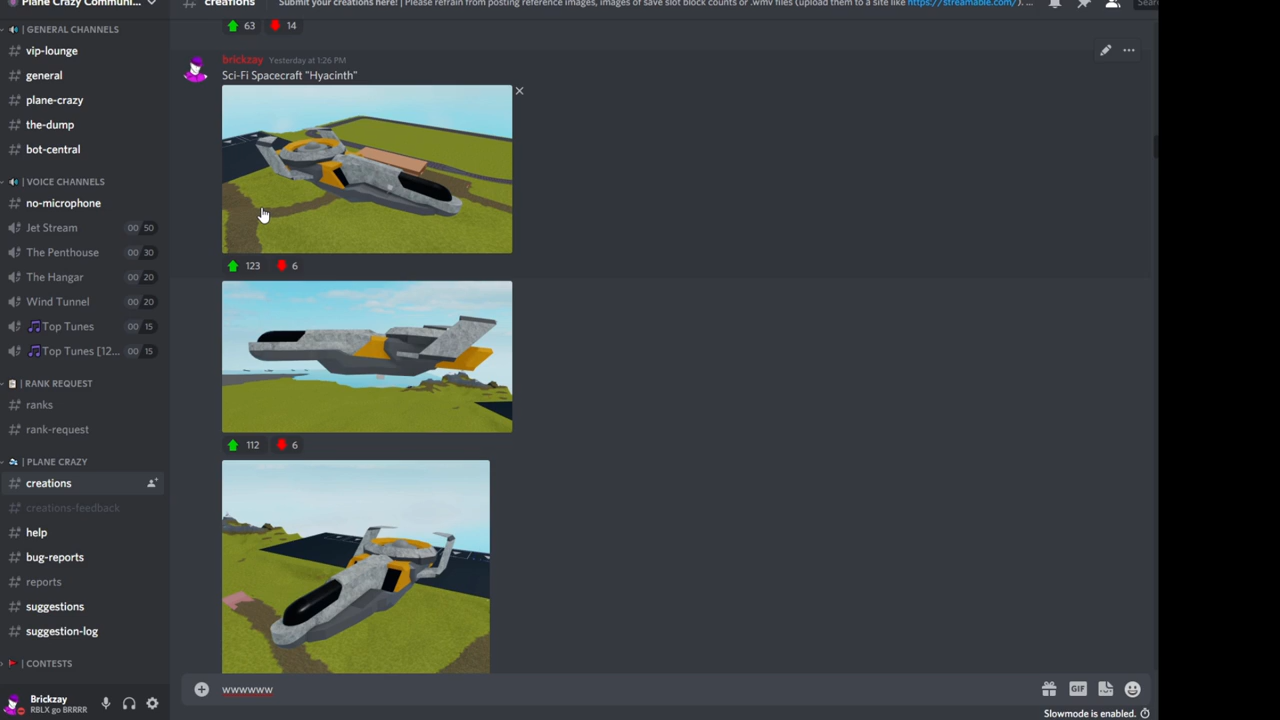 Plane Crazy Communi...
creations
Submit your creations here! | Please refrain from posting reference images, images of save slot block counts or .wmv files (upload them to a site like https://streamable.com/). ...
Sear
GENERAL CHANNELS
vip-lounge
general
plane-crazy
the-dump
bot-central
VOICE CHANNELS
no-microphone
Jet Stream 00 50
The Penthouse 00 30
The Hangar 00 20
Wind Tunnel 00 20
Top Tunes 00 15
Top Tunes [12... 00 15
RANK REQUEST
ranks
rank-request
| PLANE CRAZY
creations
creations-feedback
help
bug-reports
reports
suggestions
suggestion-log
| CONTESTS
Brickzay
RBLX go BRRRR
63 14
brickzay Yesterday at 1:26 PM
Sci-Fi Spacecraft "Hyacinth"
123 6
112 6
wwwwww
GIF
Slowmode is enabled.